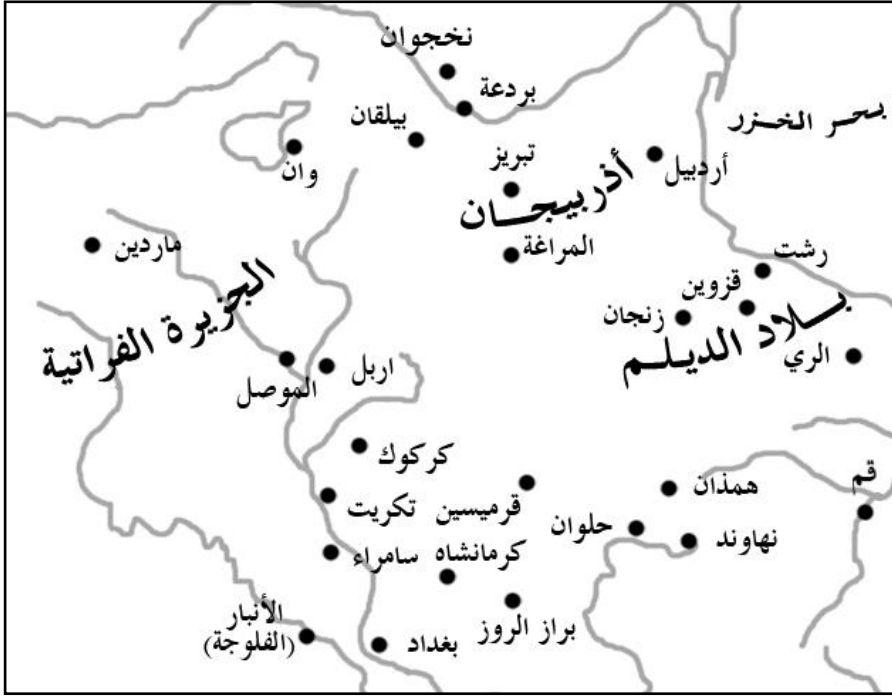 نخجوان
بردعة
بحر الخزر
بيلقان
وان
تبريز
أردبيل
أذربيجان
ماردين
المراغة
رشت
قزوين
الجزيرة الفراتية
زنجان
بلاد الديلم
الري
اربل
الموصل
كركوك
قم
همذان
تكريت
قرميسين
حلوان
نهاوند
سامراء
كرمانشاه
براز الروز
الأنبار
(الفلوجة)
بغداد